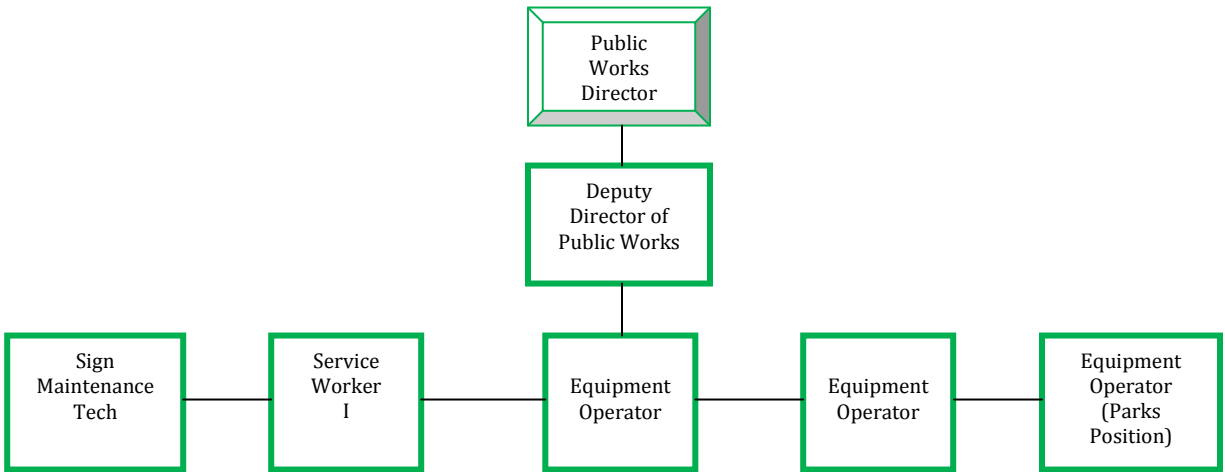 Public
Works
Director
Deputy
Director of
Public Works
Sign
Maintenance
Tech
Service
Worker
I
Equipment
Operator
Equipment
Operator
Equipment
Operator
(Parks
Position)